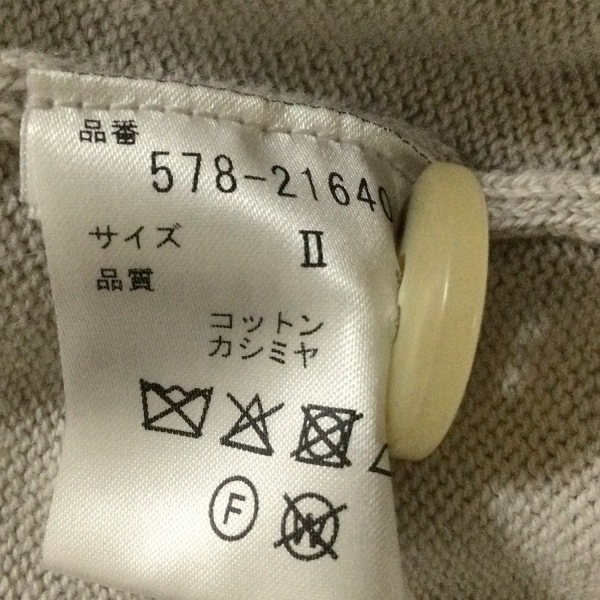 品番
578-21640
サイズ II
品質
コットン
カシミヤ
F
W